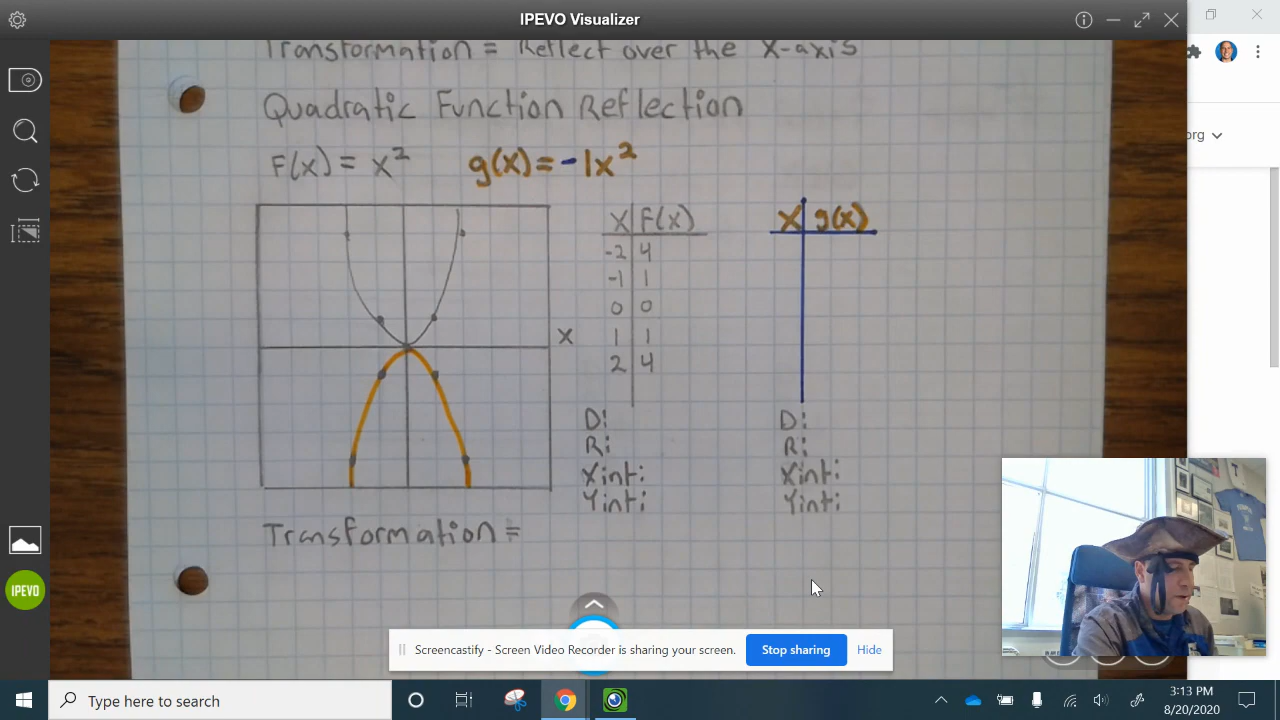 IPEVO Visualizer
Transformation = Reflect over the X-axis
Quadratic Function Reflection
F(x) = x² g(x) = -1x²
X F(x)
-2 4
-1 1
0 0
1 1
2 4
X g(x)
X
D:
R:
Xint:
Yint:
D:
R:
Xint:
Yint:
Transformation =
org
IPEVO
Screencastify - Screen Video Recorder is sharing your screen.
Stop sharing
Hide
Type here to search
3:13 PM
8/20/2020